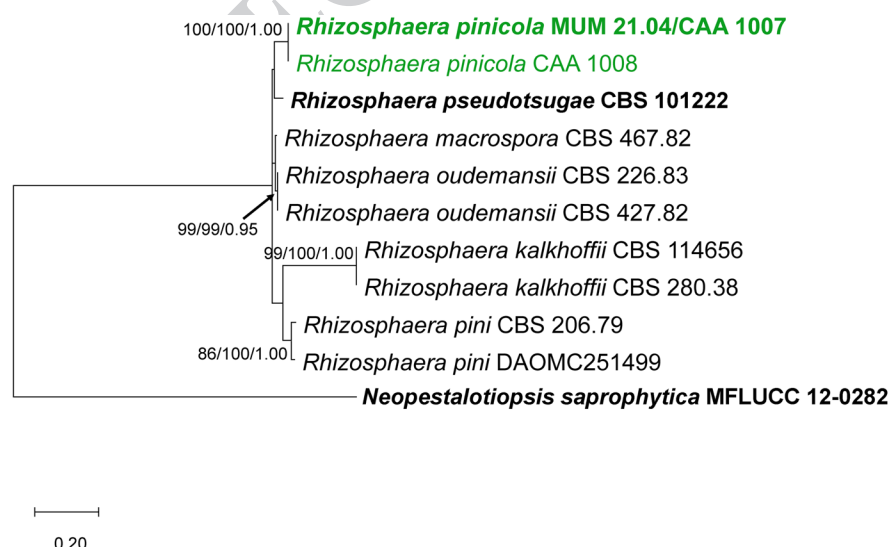 100/100/1.00
Rhizosphaera pinicola MUM 21.04/CAA 1007
Rhizosphaera pinicola CAA 1008
Rhizosphaera pseudotsugae CBS 101222
Rhizosphaera macrospora CBS 467.82
Rhizosphaera oudemansii CBS 226.83
Rhizosphaera oudemansii CBS 427.82
99/99/0.95
99/100/1.00
Rhizosphaera kalkhoffii CBS 114656
Rhizosphaera kalkhoffii CBS 280.38
Rhizosphaera pini CBS 206.79
86/100/1.00
Rhizosphaera pini DAOMC251499
Neopestalotiopsis saprophytica MFLUCC 12-0282
0.20